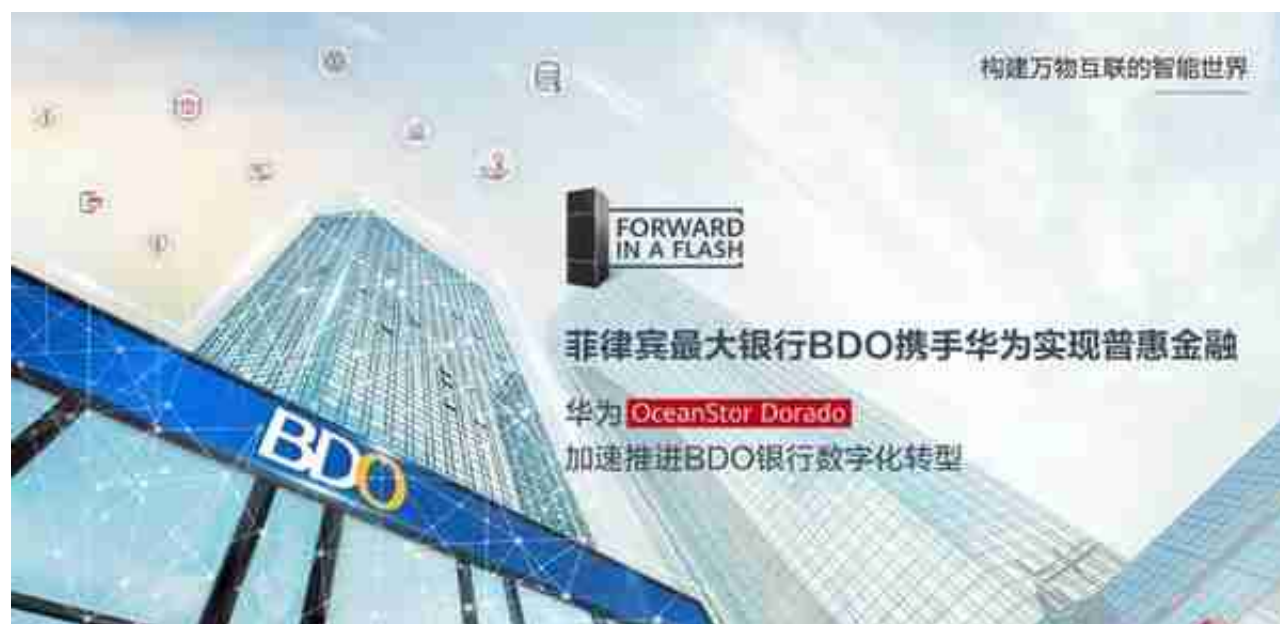 构建万物互联的智能世界
FORWARD
IN A FLASH
菲律宾最大银行BDO携手华为实现普惠金融
华为 OceanStor Dorado
加速推进BDO银行数字化转型
BDO